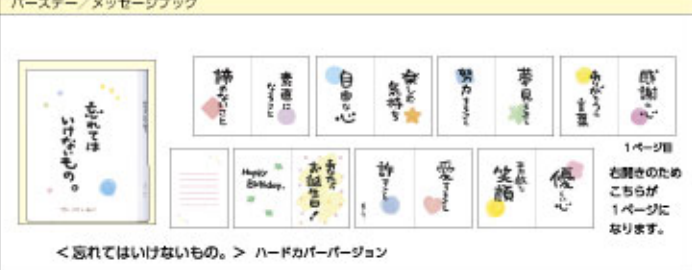 バースデー/メッセージブック
忘れては
いけないもの。
感謝の心
ありがとうの
言葉
夢見ること
努力すること
楽しむ
気持ち
自由な心
素直に
なること
諦めないこと
1ページ目
優しい心
笑顔
愛すること
許すこと
お誕生日!
Happy
Birthday.
右開きのため
こちらが
1ページに
なります。
<忘れてはいけないもの。> ハードカバーバージョン